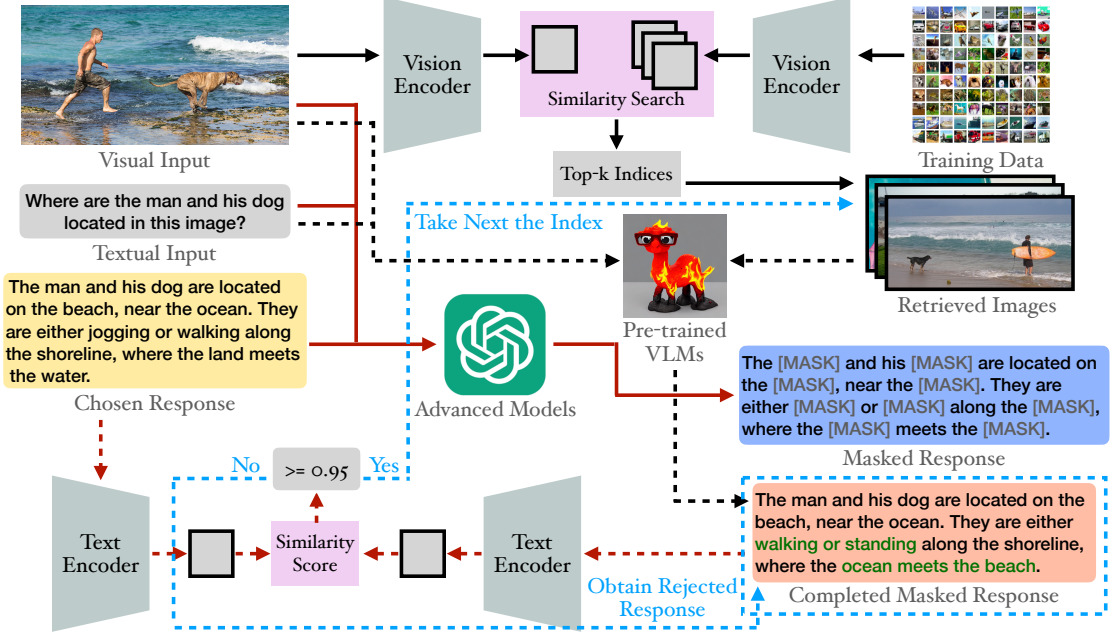 Vision
Encoder
Similarity Search
Vision
Encoder
Visual Input
Top-k Indices
Training Data
Where are the man and his dog
located in this image?
Textual Input
Take Next the Index
Retrieved Images
The man and his dog are located
on the beach, near the ocean. They
are either jogging or walking along
the shoreline, where the land meets
the water.
Chosen Response
Pre-trained
VLMs
Advanced Models
The [MASK] and his [MASK] are located on
the [MASK], near the [MASK]. They are
either [MASK] or [MASK] along the [MASK],
where the [MASK] meets the [MASK].
Masked Response
No
>= 0.95
Yes
Text
Encoder
Similarity
Score
Text
Encoder
The man and his dog are located on the
beach, near the ocean. They are either
walking or standing along the shoreline,
where the ocean meets the beach.
Completed Masked Response
Obtain Rejected
Response